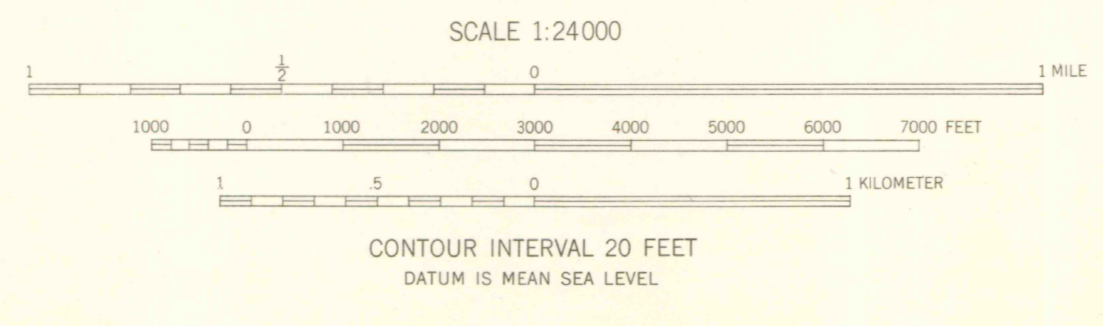 SCALE 1:24000
1 1/2 0 1 MILE
1000 0 1000 2000 3000 4000 5000 6000 7000 FEET
1 .5 0 1 KILOMETER
CONTOUR INTERVAL 20 FEET
DATUM IS MEAN SEA LEVEL